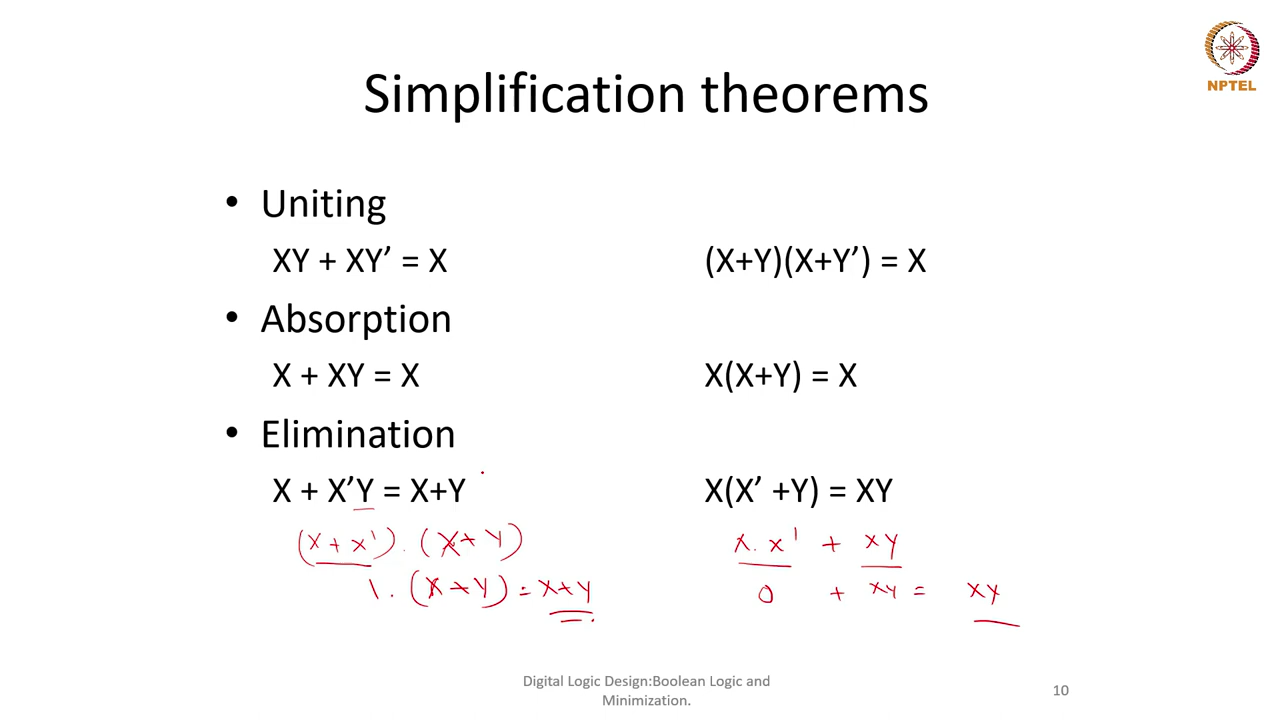 NPTEL
Simplification theorems
• Uniting
XY + XY’ = X (X+Y)(X+Y’) = X
• Absorption
X + XY = X X(X+Y) = X
• Elimination
X + X’Y = X+Y X(X’ +Y) = XY
(X + X') . (X + Y) X . X' + XY
1 . (X + Y) = X + Y 0 + XY = XY
Digital Logic Design:Boolean Logic and
Minimization.
10